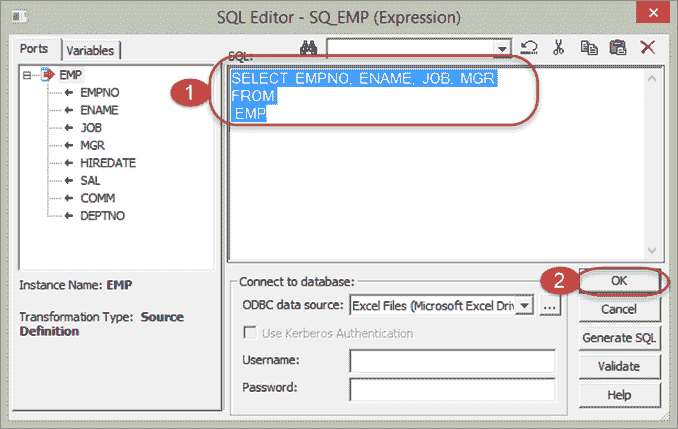 SQL Editor - SQ_EMP (Expression)
Ports
Variables
SQL:
EMP
EMPNO
ENAME
JOB
MGR
HIREDATE
SAL
COMM
DEPTNO
1
SELECT EMPNO, ENAME, JOB, MGR
FROM
EMP
Instance Name: EMP
Transformation Type: Source
Definition
Connect to database:
ODBC data source: Excel Files (Microsoft Excel Driv ...
Use Kerberos Authentication
Username:
Password:
2
OK
Cancel
Generate SQL
Validate
Help